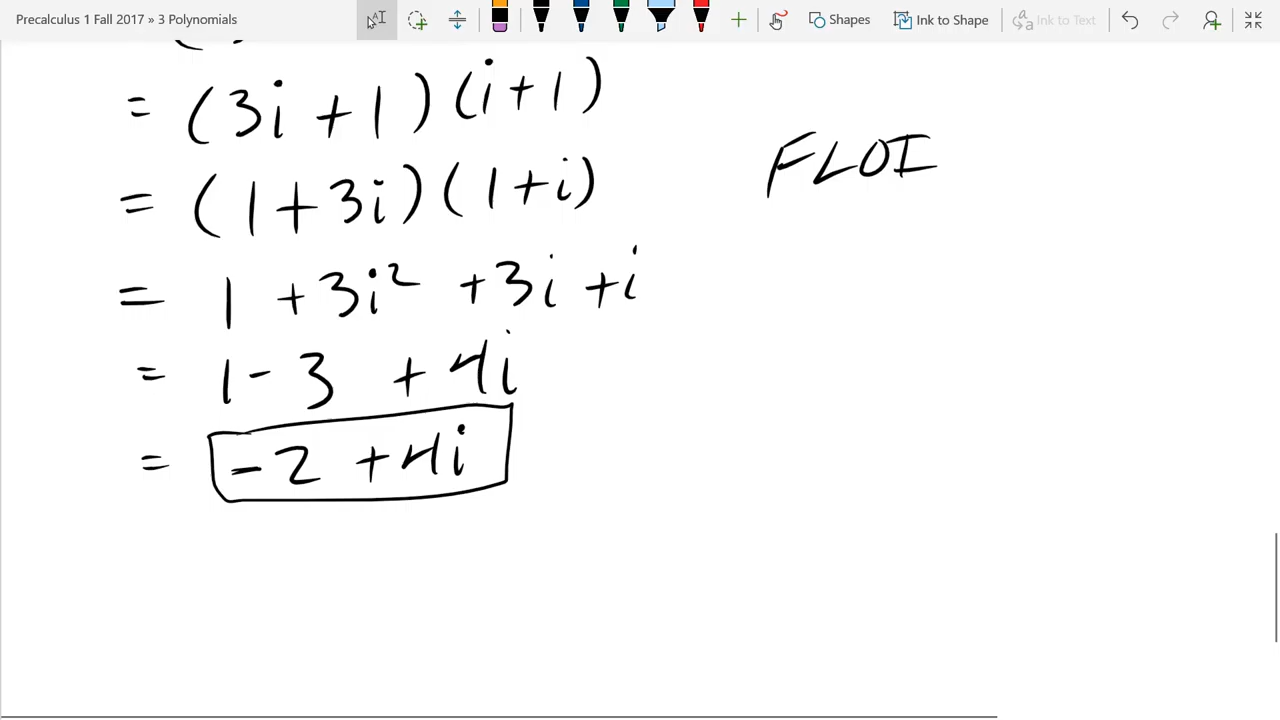 Precalculus 1 Fall 2017 » 3 Polynomials
Shapes
Ink to Shape
Ink to Text
= (3i + 1)(i + 1)
FLOI
= (1 + 3i)(1 + i)
= 1 + 3i² + 3i + i
= 1 - 3 + 4i
= -2 + 4i